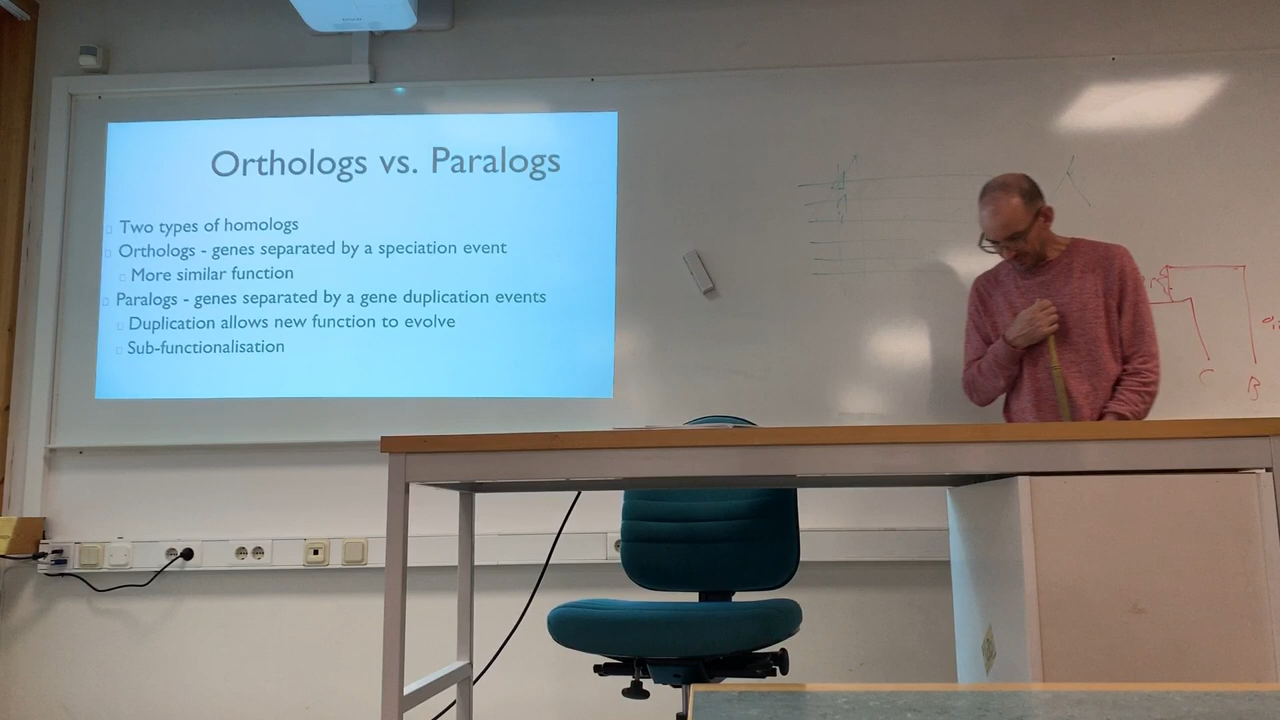 Orthologs vs. Paralogs
Two types of homologs
Orthologs - genes separated by a speciation event
More similar function
Paralogs - genes separated by a gene duplication events
Duplication allows new function to evolve
Sub-functionalisation
EPSON
C
B